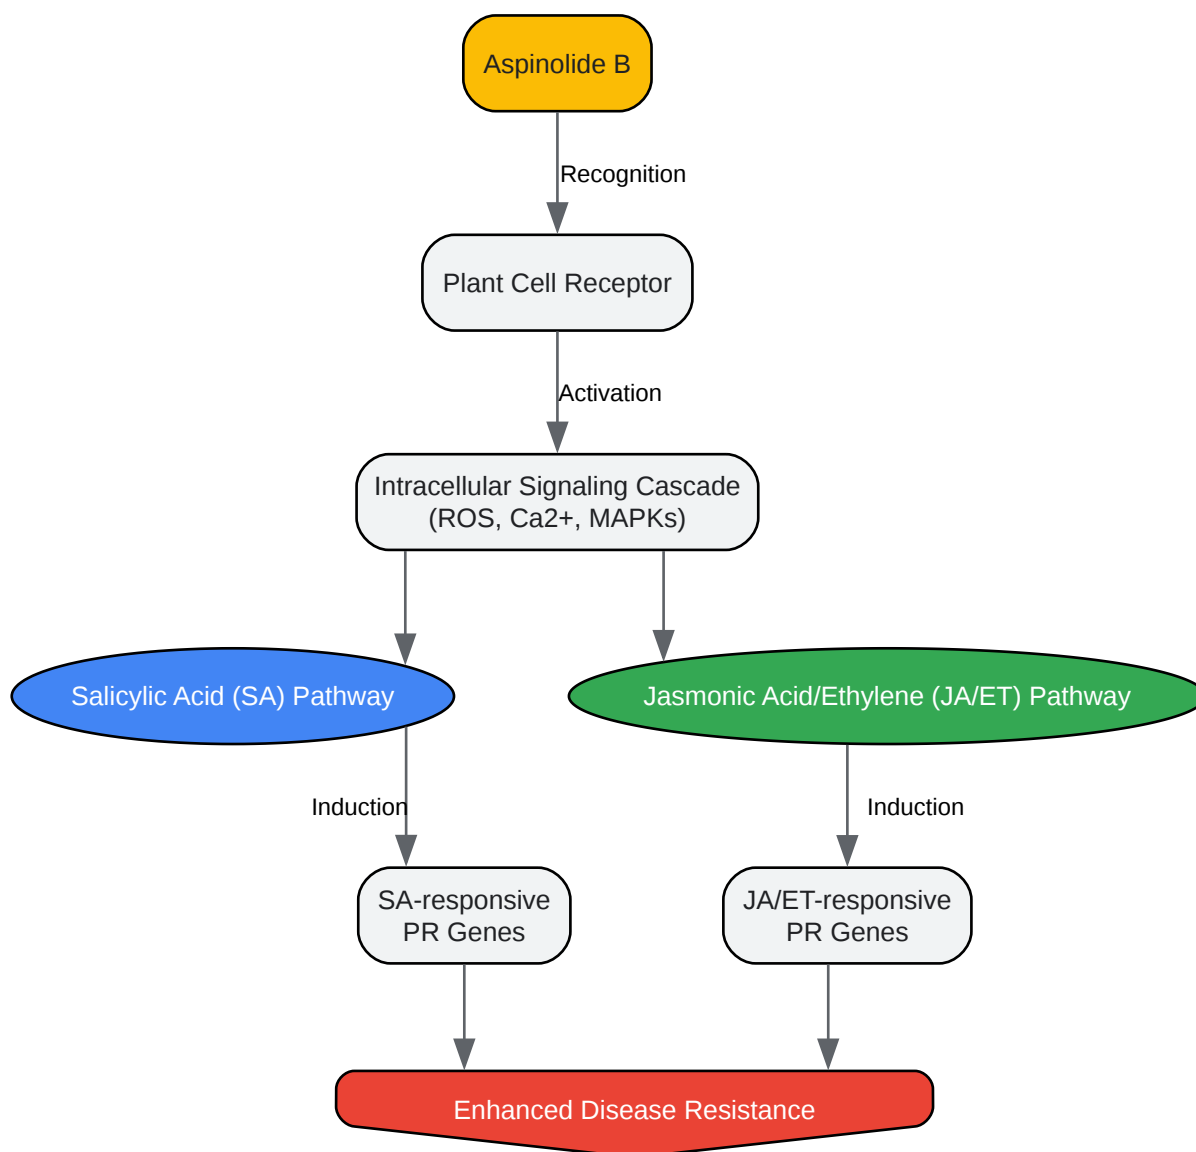 Aspinolide B
Recognition
Plant Cell Receptor
Activation
Intracellular Signaling Cascade
(ROS, Ca2+, MAPKs)
Salicylic Acid (SA) Pathway
Jasmonic Acid/Ethylene (JA/ET) Pathway
Induction
Induction
SA-responsive
PR Genes
JA/ET-responsive
PR Genes
Enhanced Disease Resistance